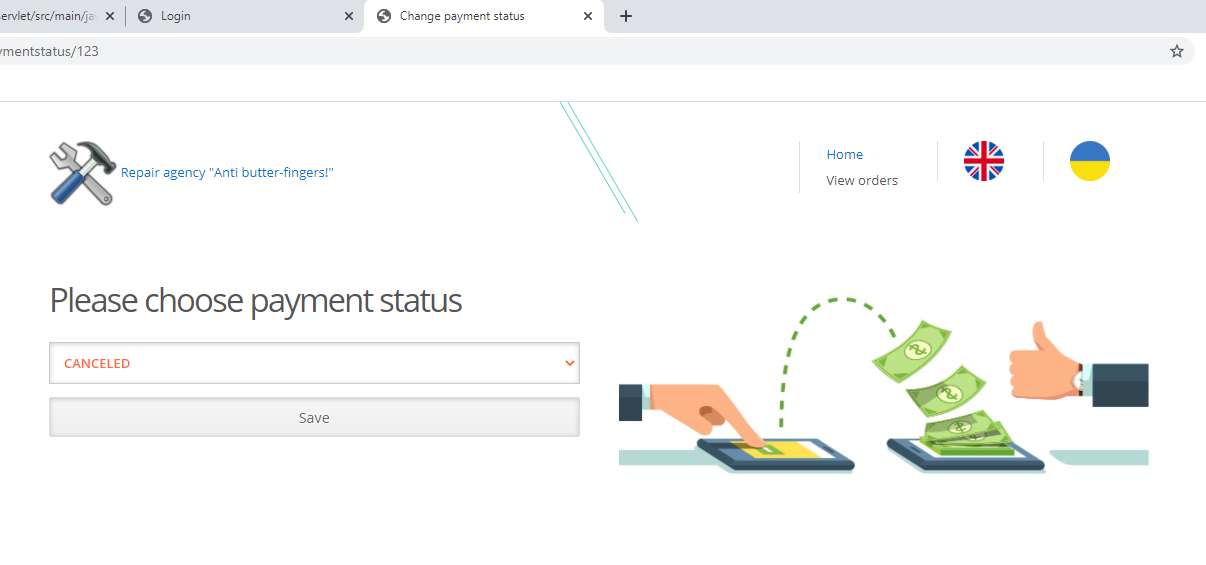 servlet/src/main/ja
Login
Change payment status
ymentstatus/123
Repair agency "Anti butter-fingers!"
Home
View orders
Please choose payment status
CANCELED
Save